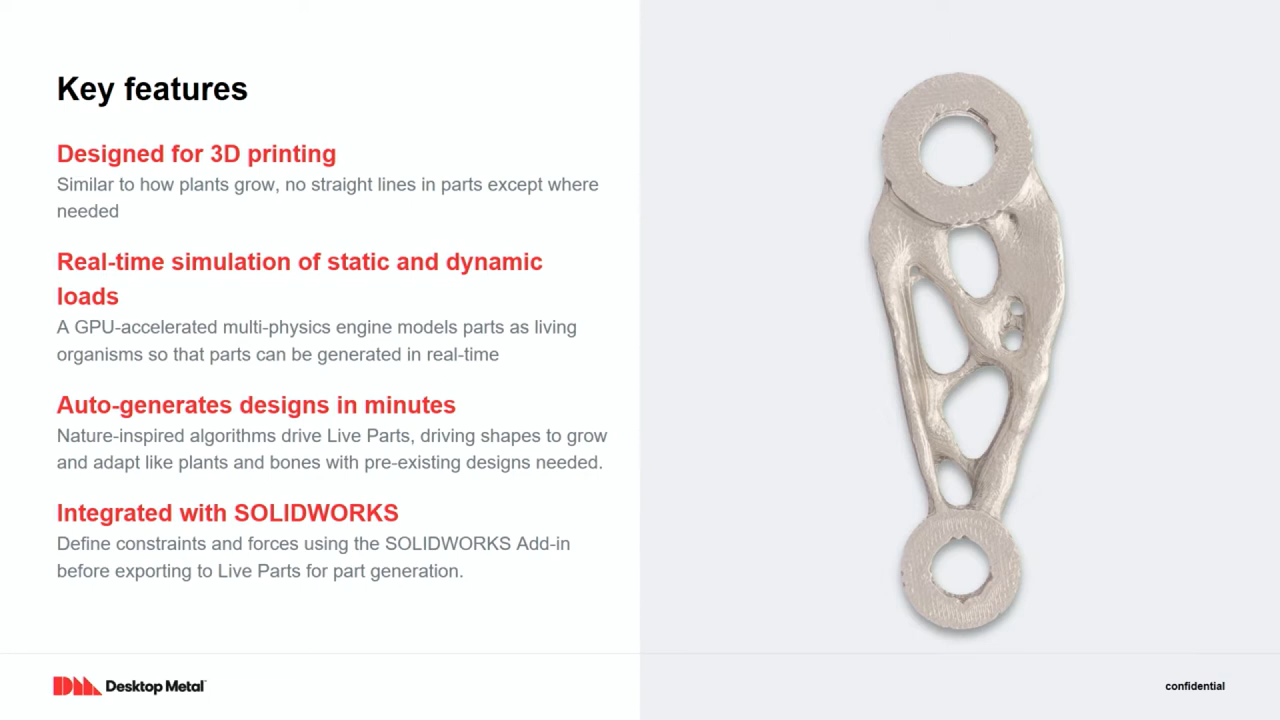 Key features
Designed for 3D printing
Similar to how plants grow, no straight lines in parts except where
needed
Real-time simulation of static and dynamic
loads
A GPU-accelerated multi-physics engine models parts as living
organisms so that parts can be generated in real-time
Auto-generates designs in minutes
Nature-inspired algorithms drive Live Parts, driving shapes to grow
and adapt like plants and bones with pre-existing designs needed.
Integrated with SOLIDWORKS
Define constraints and forces using the SOLIDWORKS Add-in
before exporting to Live Parts for part generation.
DM Desktop Metal
confidential